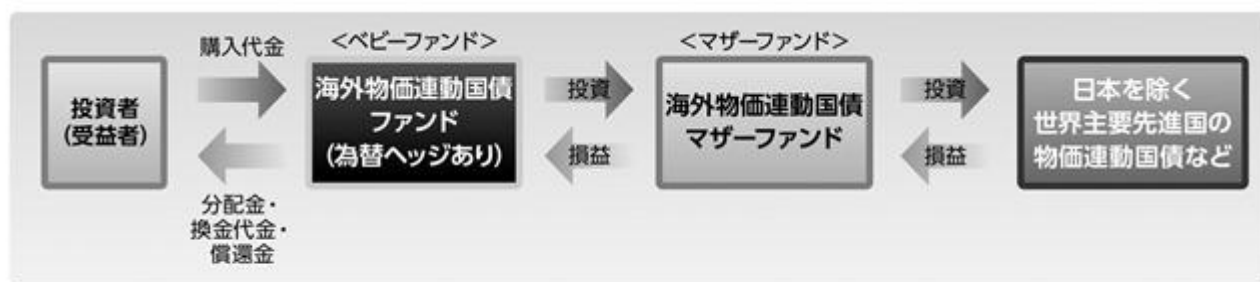 購入代金
投資者
(受益者)
分配金・
換金代金・
償還金
<ベビーファンド>
海外物価連動国債
ファンド
(為替ヘッジあり)
投資
損益
<マザーファンド>
海外物価連動国債
マザーファンド
投資
損益
日本を除く
世界主要先進国の
物価連動国債など